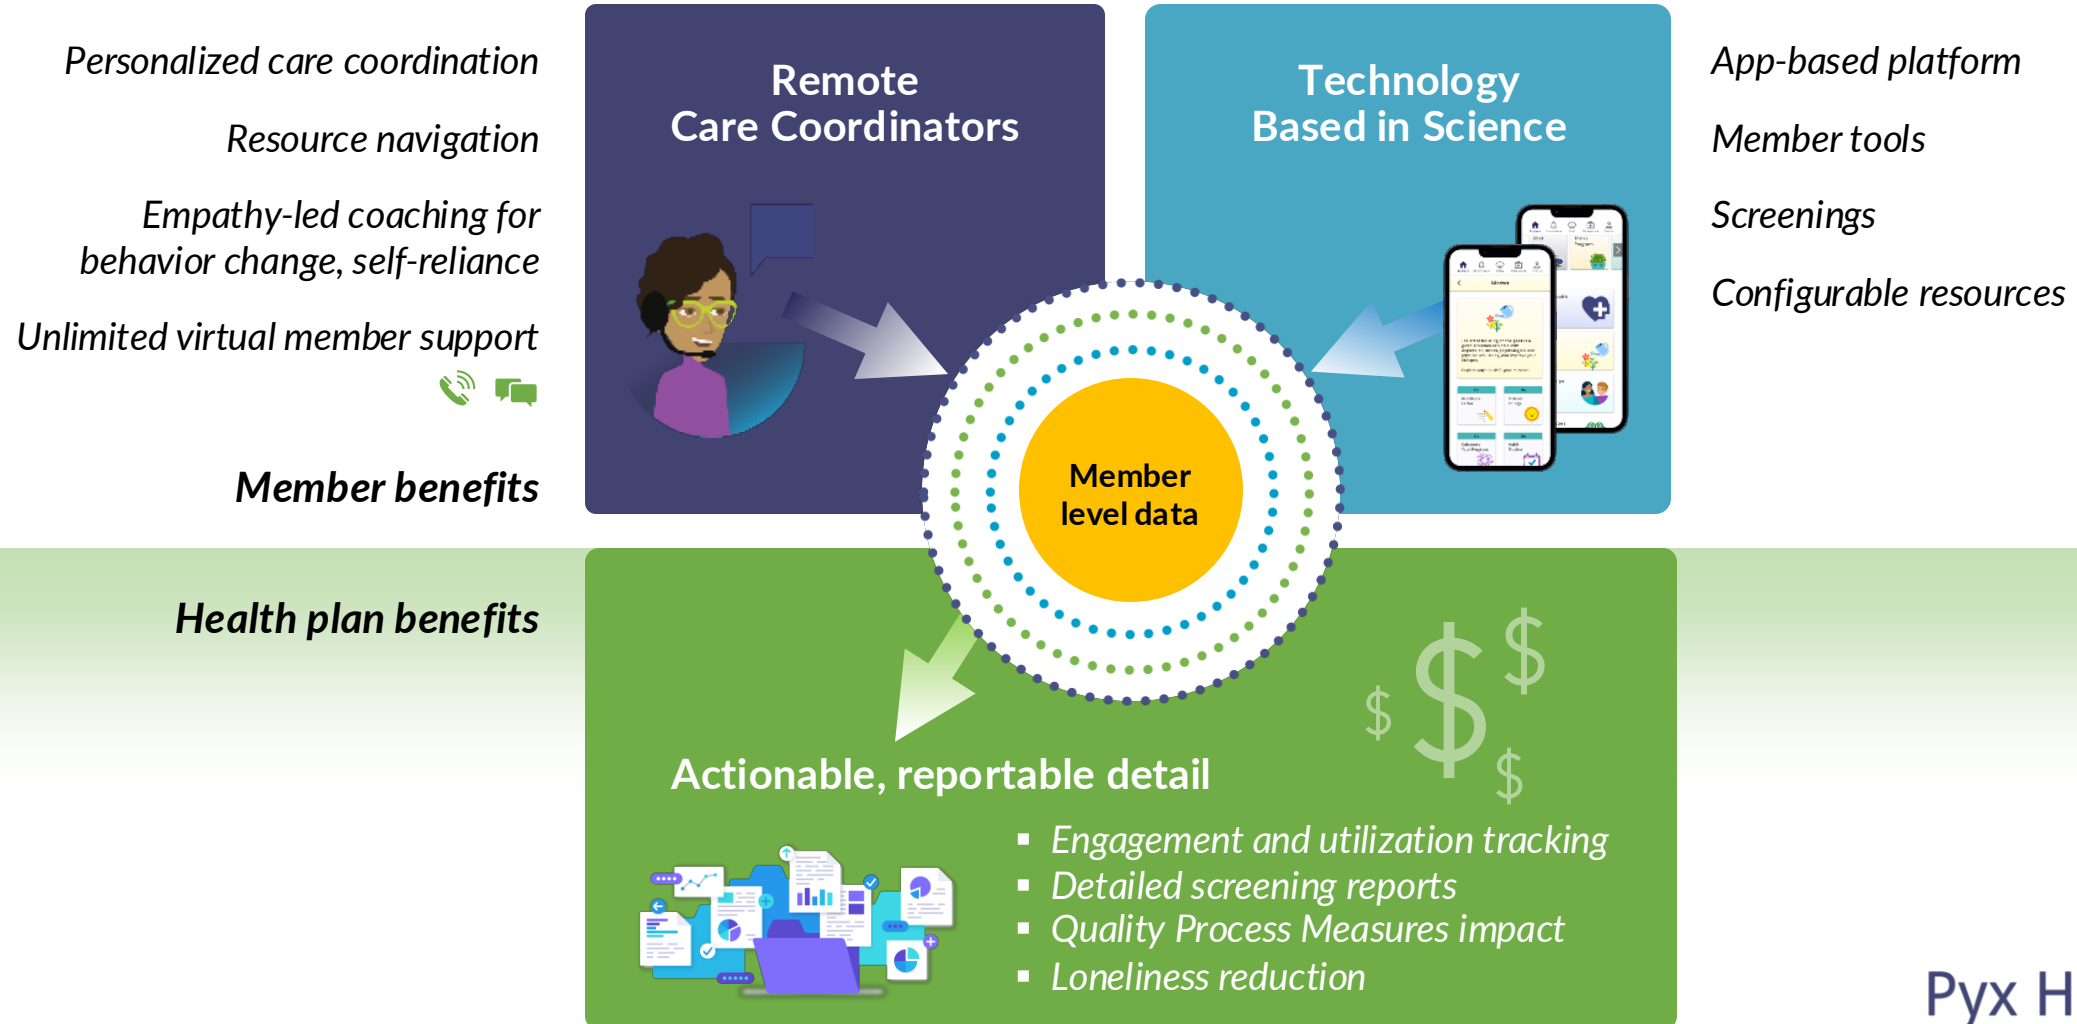 Personalized care coordination
Resource navigation
Empathy-led coaching for
behavior change, self-reliance
Unlimited virtual member support
Member benefits
Remote
Care Coordinators
Technology
Based in Science
App-based platform
Member tools
Screenings
Configurable resources
Member
level data
Health plan benefits
Actionable, reportable detail
▪ Engagement and utilization tracking
▪ Detailed screening reports
▪ Quality Process Measures impact
▪ Loneliness reduction
$
$
$
$
Pyx H